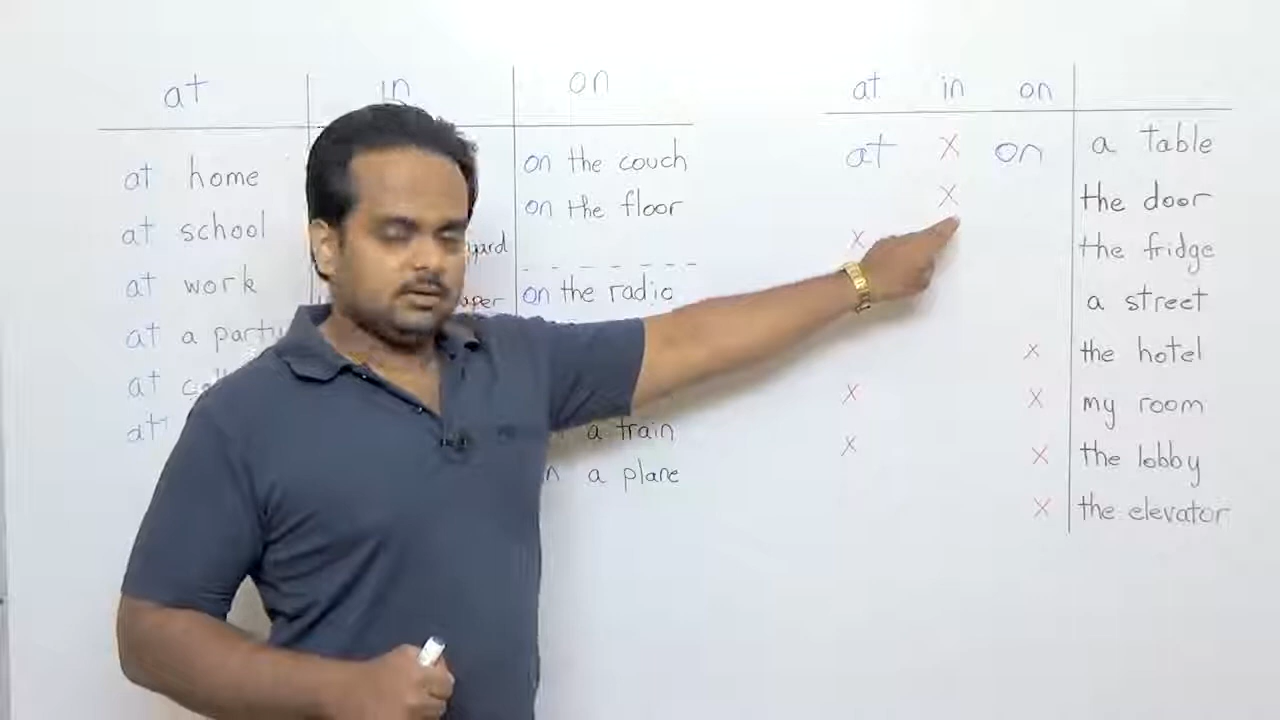 at in on
at home
on the couch
at school
on the floor
at work
on the radio
at a party
at
at
a train
a plane
at in on
at X on a table
X the door
X the fridge
a street
X the hotel
X X my room
X X the lobby
X the elevator